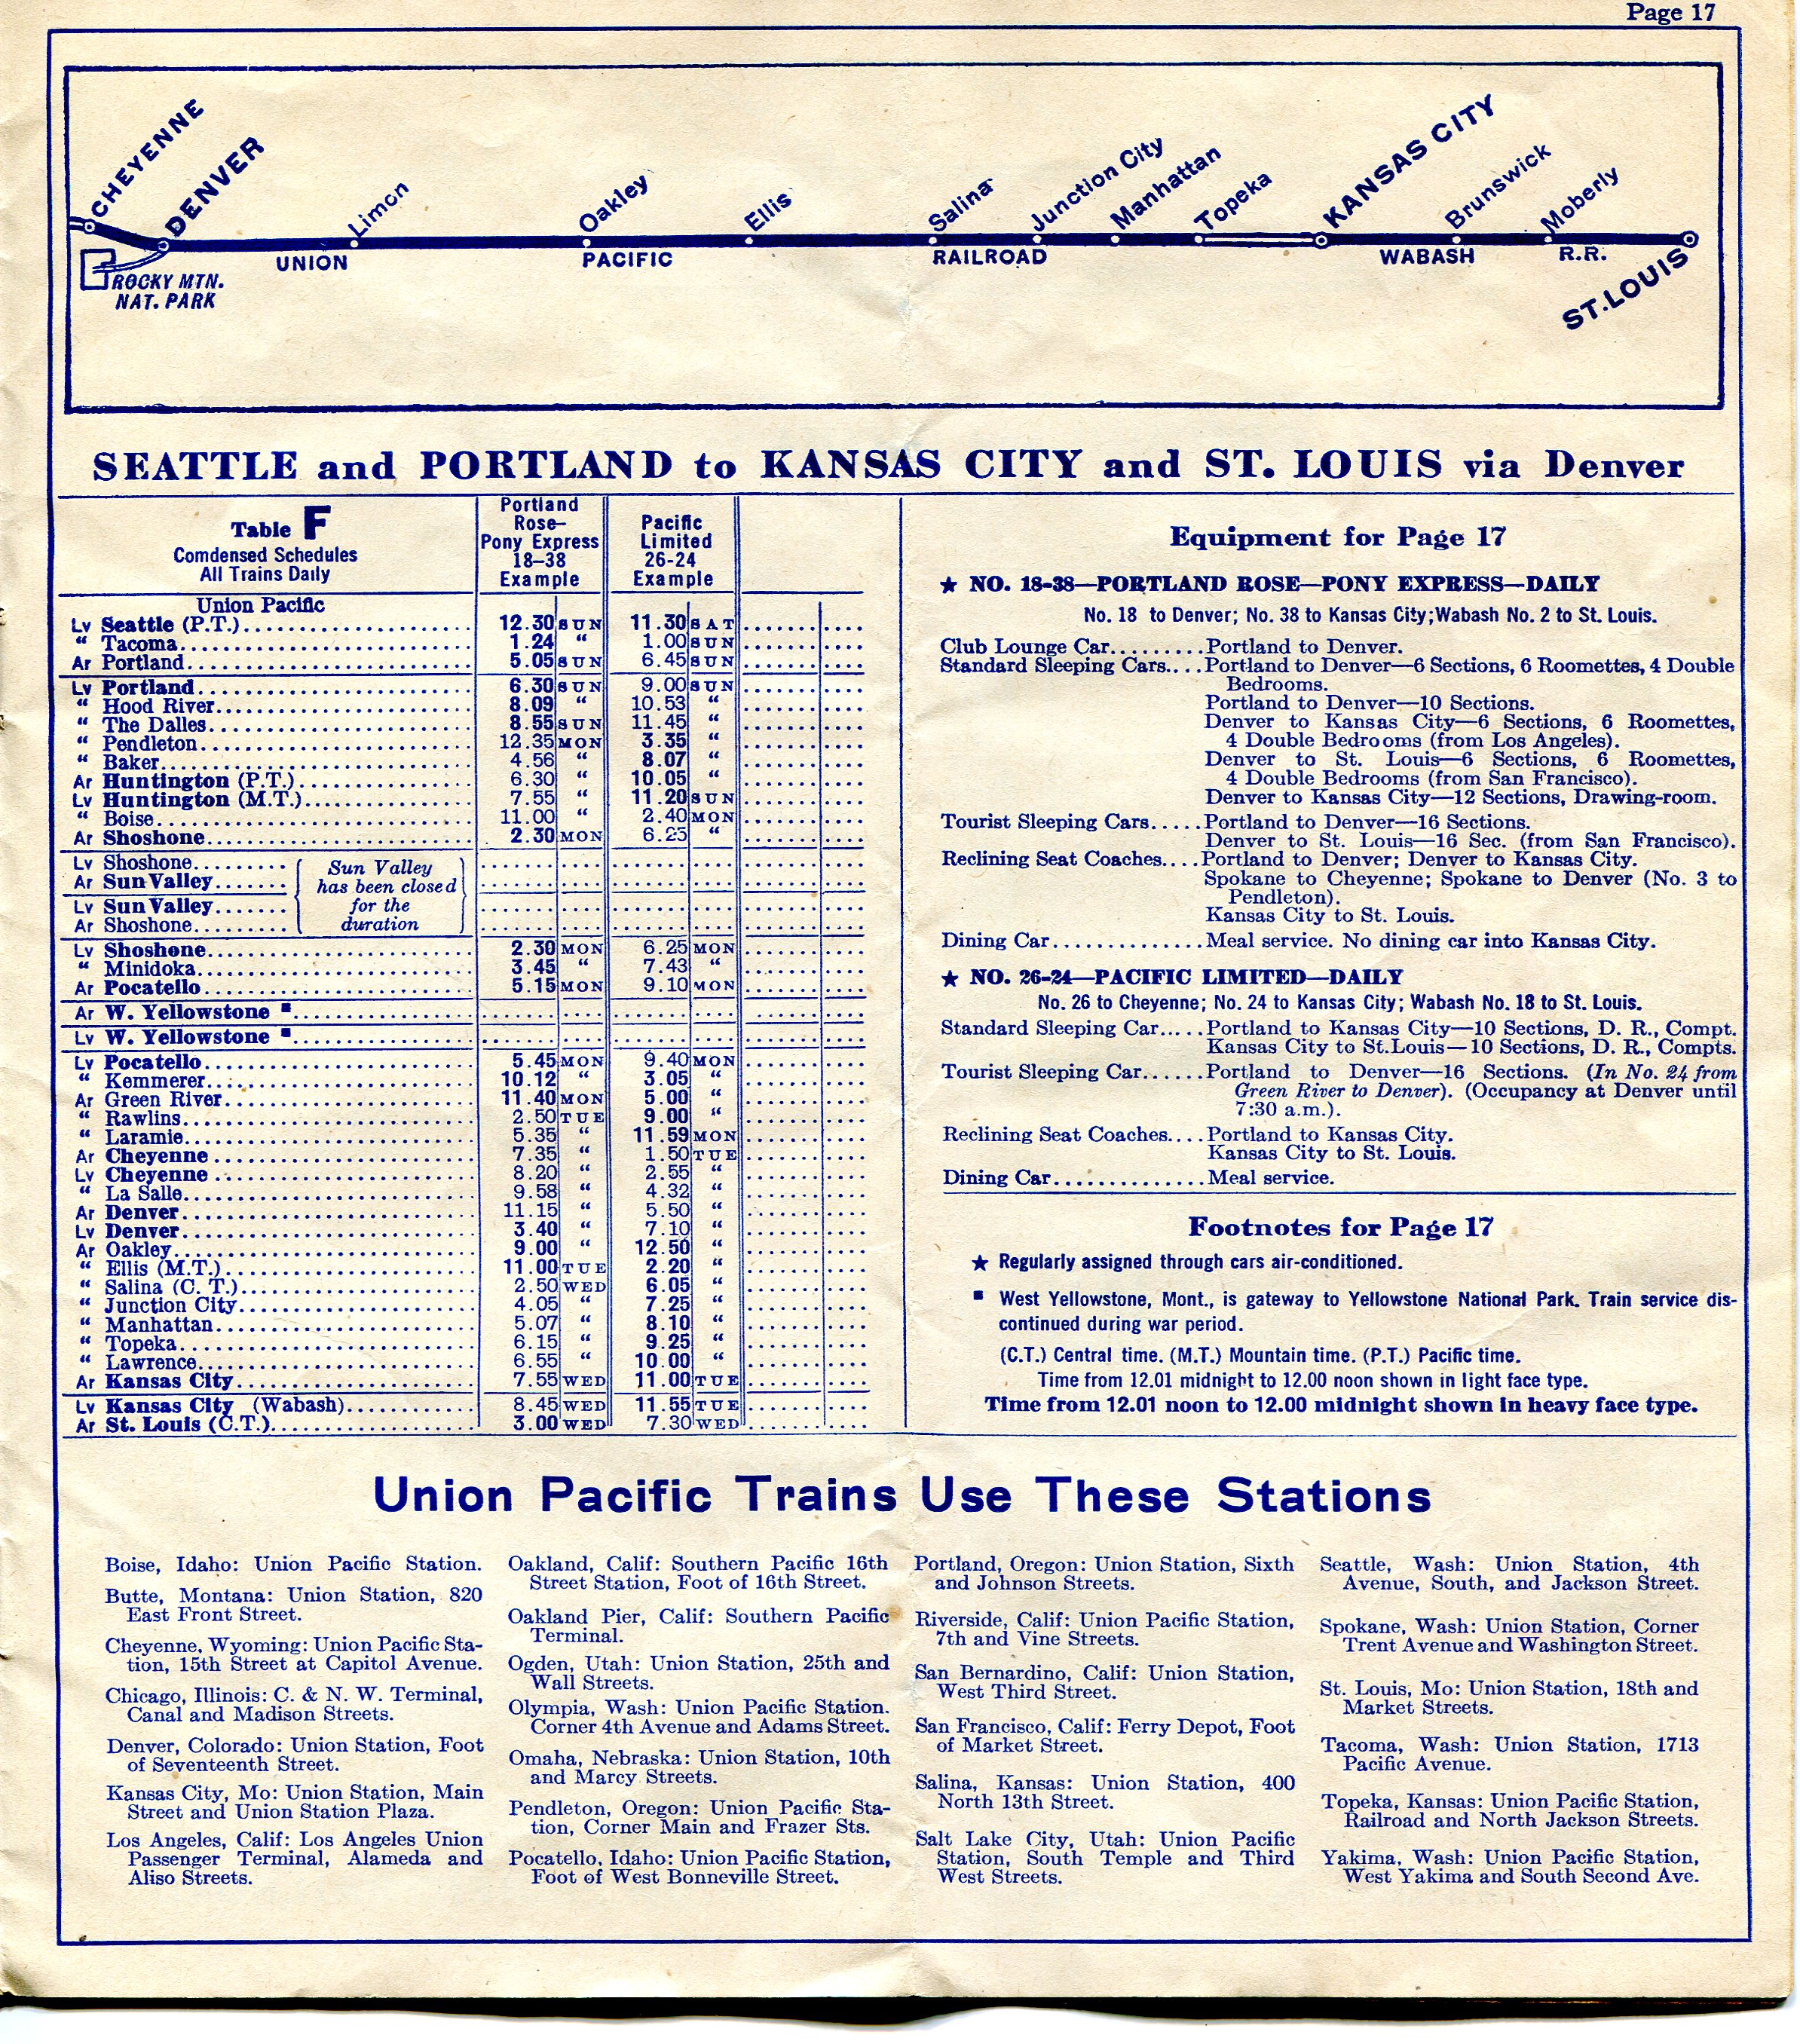 Page 17
CHEYENNE
DENVER
Limon
Oakley
Ellis
Salina
Junction City
Manhattan
Topeka
KANSAS CITY
Brunswick
Moberly
ST. LOUIS
UNION PACIFIC RAILROAD WABASH R.R.
ROCKY MTN.
NAT. PARK
SEATTLE and PORTLAND to KANSAS CITY and ST. LOUIS via Denver
Table F
Comdensed Schedules
All Trains Daily
Portland
Rose—
Pony Express
18–38
Example
Pacific
Limited
26-24
Example
Union Pacific
Lv Seattle (P.T.) 12.30 SUN 11.30 SAT
“ Tacoma 1.24 “ 1.00 SUN
Ar Portland 5.05 SUN 6.45 SUN
Lv Portland 6.30 SUN 9.00 SUN
“ Hood River 8.09 “ 10.53 “
“ The Dalles 8.55 SUN 11.45 “
“ Pendleton 12.35 MON 3.35 “
“ Baker 4.56 “ 8.07 “
Ar Huntington (P.T.) 6.30 “ 10.05 “
Lv Huntington (M.T.) 7.55 “ 11.20 SUN
“ Boise 11.00 “ 2.40 MON
Ar Shoshone 2.30 MON 6.25 “
Lv Shoshone
Ar Sun Valley
Lv Sun Valley
Ar Shoshone
Sun Valley
has been closed
for the
duration
Lv Shoshone 2.30 MON 6.25 MON
“ Minidoka 3.45 “ 7.43 “
Ar Pocatello 5.15 MON 9.10 MON
Ar W. Yellowstone ■
Lv W. Yellowstone ■
Lv Pocatello 5.45 MON 9.40 MON
“ Kemmerer 10.12 “ 3.05 “
Ar Green River 11.40 MON 5.00 “
“ Rawlins 2.50 TUE 9.00 “
“ Laramie 5.35 “ 11.59 MON
Ar Cheyenne 7.35 “ 1.50 TUE
Lv Cheyenne 8.20 “ 2.55 “
“ La Salle 9.58 “ 4.32 “
Ar Denver 11.15 “ 5.50 “
Lv Denver 3.40 “ 7.10 “
Ar Oakley 9.00 “ 12.50 “
“ Ellis (M.T.) 11.00 TUE 2.20 “
“ Salina (C. T.) 2.50 WED 6.05 “
“ Junction City 4.05 “ 7.25 “
“ Manhattan 5.07 “ 8.10 “
“ Topeka 6.15 “ 9.25 “
“ Lawrence 6.55 “ 10.00 “
Ar Kansas City 7.55 WED 11.00 TUE
Lv Kansas City (Wabash) 8.45 WED 11.55 TUE
Ar St. Louis (C.T.) 3.00 WED 7.30 WED
Equipment for Page 17
★ NO. 18-38—PORTLAND ROSE—PONY EXPRESS—DAILY
No. 18 to Denver; No. 38 to Kansas City; Wabash No. 2 to St. Louis.
Club Lounge Car.........Portland to Denver.
Standard Sleeping Cars....Portland to Denver—6 Sections, 6 Roomettes, 4 Double
Bedrooms.
Portland to Denver—10 Sections.
Denver to Kansas City—6 Sections, 6 Roomettes,
4 Double Bedrooms (from Los Angeles).
Denver to St. Louis—6 Sections, 6 Roomettes,
4 Double Bedrooms (from San Francisco).
Denver to Kansas City—12 Sections, Drawing-room.
Tourist Sleeping Cars.....Portland to Denver—16 Sections.
Denver to St. Louis—16 Sec. (from San Francisco).
Reclining Seat Coaches....Portland to Denver; Denver to Kansas City.
Spokane to Cheyenne; Spokane to Denver (No. 3 to
Pendleton).
Kansas City to St. Louis.
Dining Car.............Meal service. No dining car into Kansas City.
★ NO. 26-24—PACIFIC LIMITED—DAILY
No. 26 to Cheyenne; No. 24 to Kansas City; Wabash No. 18 to St. Louis.
Standard Sleeping Car.....Portland to Kansas City—10 Sections, D. R., Compt.
Kansas City to St.Louis—10 Sections, D. R., Compts.
Tourist Sleeping Car......Portland to Denver—16 Sections. (In No. 24 from
Green River to Denver). (Occupancy at Denver until
7:30 a.m.).
Reclining Seat Coaches....Portland to Kansas City.
Kansas City to St. Louis.
Dining Car..............Meal service.
Footnotes for Page 17
★ Regularly assigned through cars air-conditioned.
■ West Yellowstone, Mont., is gateway to Yellowstone National Park. Train service dis-
continued during war period.
(C.T.) Central time. (M.T.) Mountain time. (P.T.) Pacific time.
Time from 12.01 midnight to 12.00 noon shown in light face type.
Time from 12.01 noon to 12.00 midnight shown in heavy face type.
Union Pacific Trains Use These Stations
Boise, Idaho: Union Pacific Station.
Butte, Montana: Union Station, 820
East Front Street.
Cheyenne, Wyoming: Union Pacific Sta-
tion, 15th Street at Capitol Avenue.
Chicago, Illinois: C. & N. W. Terminal,
Canal and Madison Streets.
Denver, Colorado: Union Station, Foot
of Seventeenth Street.
Kansas City, Mo: Union Station, Main
Street and Union Station Plaza.
Los Angeles, Calif: Los Angeles Union
Passenger Terminal, Alameda and
Aliso Streets.
Oakland, Calif: Southern Pacific 16th
Street Station, Foot of 16th Street.
Oakland Pier, Calif: Southern Pacific
Terminal.
Ogden, Utah: Union Station, 25th and
Wall Streets.
Olympia, Wash: Union Pacific Station.
Corner 4th Avenue and Adams Street.
Omaha, Nebraska: Union Station, 10th
and Marcy Streets.
Pendleton, Oregon: Union Pacific Sta-
tion, Corner Main and Frazer Sts.
Pocatello, Idaho: Union Pacific Station,
Foot of West Bonneville Street.
Portland, Oregon: Union Station, Sixth
and Johnson Streets.
Riverside, Calif: Union Pacific Station,
7th and Vine Streets.
San Bernardino, Calif: Union Station,
West Third Street.
San Francisco, Calif: Ferry Depot, Foot
of Market Street.
Salina, Kansas: Union Station, 400
North 13th Street.
Salt Lake City, Utah: Union Pacific
Station, South Temple and Third
West Streets.
Seattle, Wash: Union Station, 4th
Avenue, South, and Jackson Street.
Spokane, Wash: Union Station, Corner
Trent Avenue and Washington Street.
St. Louis, Mo: Union Station, 18th and
Market Streets.
Tacoma, Wash: Union Station, 1713
Pacific Avenue.
Topeka, Kansas: Union Pacific Station,
Railroad and North Jackson Streets.
Yakima, Wash: Union Pacific Station,
West Yakima and South Second Ave.